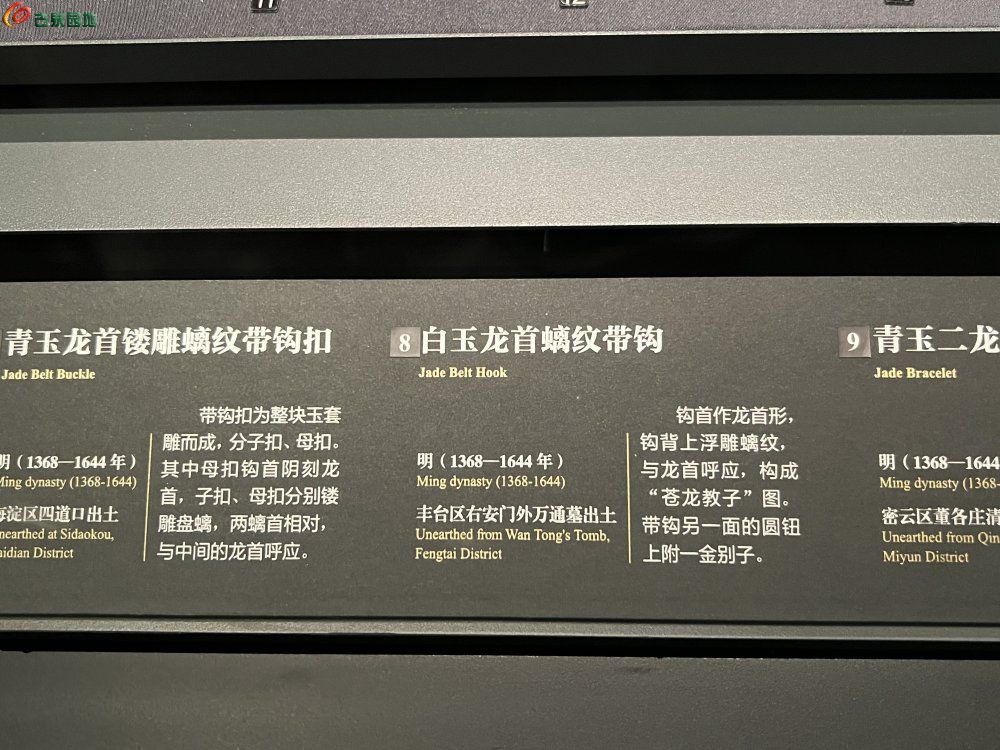 古泉园地
11
12
青玉龙首镂雕螭纹带钩扣
Jade Belt Buckle
明（1368—1644 年）
Ming dynasty (1368-1644)
海淀区四道口出土
Unearthed at Sidaokou,
Haidian District
带钩扣为整块玉套
雕而成，分子扣、母扣。
其中母扣钩首阴刻龙
首，子扣、母扣分别镂
雕盘螭，两螭首相对，
与中间的龙首呼应。
8 白玉龙首螭纹带钩
Jade Belt Hook
明（1368—1644 年）
Ming dynasty (1368-1644)
丰台区右安门外万通墓出土
Unearthed from Wan Tong's Tomb,
Fengtai District
钩首作龙首形，
钩背上浮雕螭纹，
与龙首呼应，构成
“苍龙教子”图。
带钩另一面的圆钮
上附一金别子。
9 青玉二龙
Jade Bracelet
明（1368—1644
Ming dynasty (1368-
密云区董各庄清
Unearthed from Qin
Miyun District